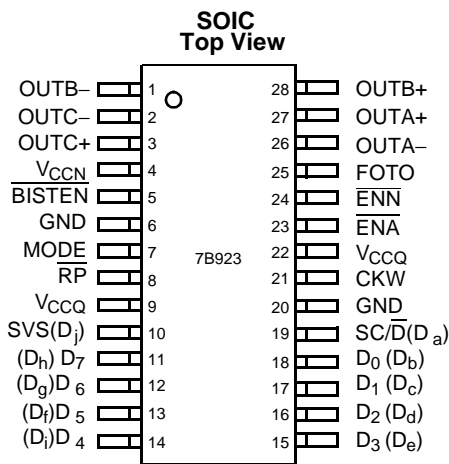 SOIC
Top View
OUTB– 1 28 OUTB+
OUTC– 2 27 OUTA+
OUTC+ 3 26 OUTA–
VCCN 4 25 FOTO
BISTEN 5 24 ENN
GND 6 23 ENA
MODE 7 7B923 22 VCCQ
RP 8 21 CKW
VCCQ 9 20 GND
SVS(Dj) 10 19 SC/D(Da)
(Dh) D7 11 18 D0 (Db)
(Dg)D6 12 17 D1 (Dc)
(Df)D5 13 16 D2 (Dd)
(Di)D4 14 15 D3 (De)